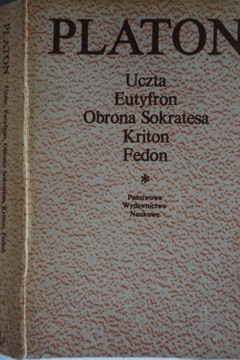 PLATON
Uczta
Eutyfron
Obrona Sokratesa
Kriton
Fedon
*
Państwowe
Wydawnictwo
Naukowe
PLATON Uczta, Eutyfron, Obrona Sokratesa, Kriton, Fedon